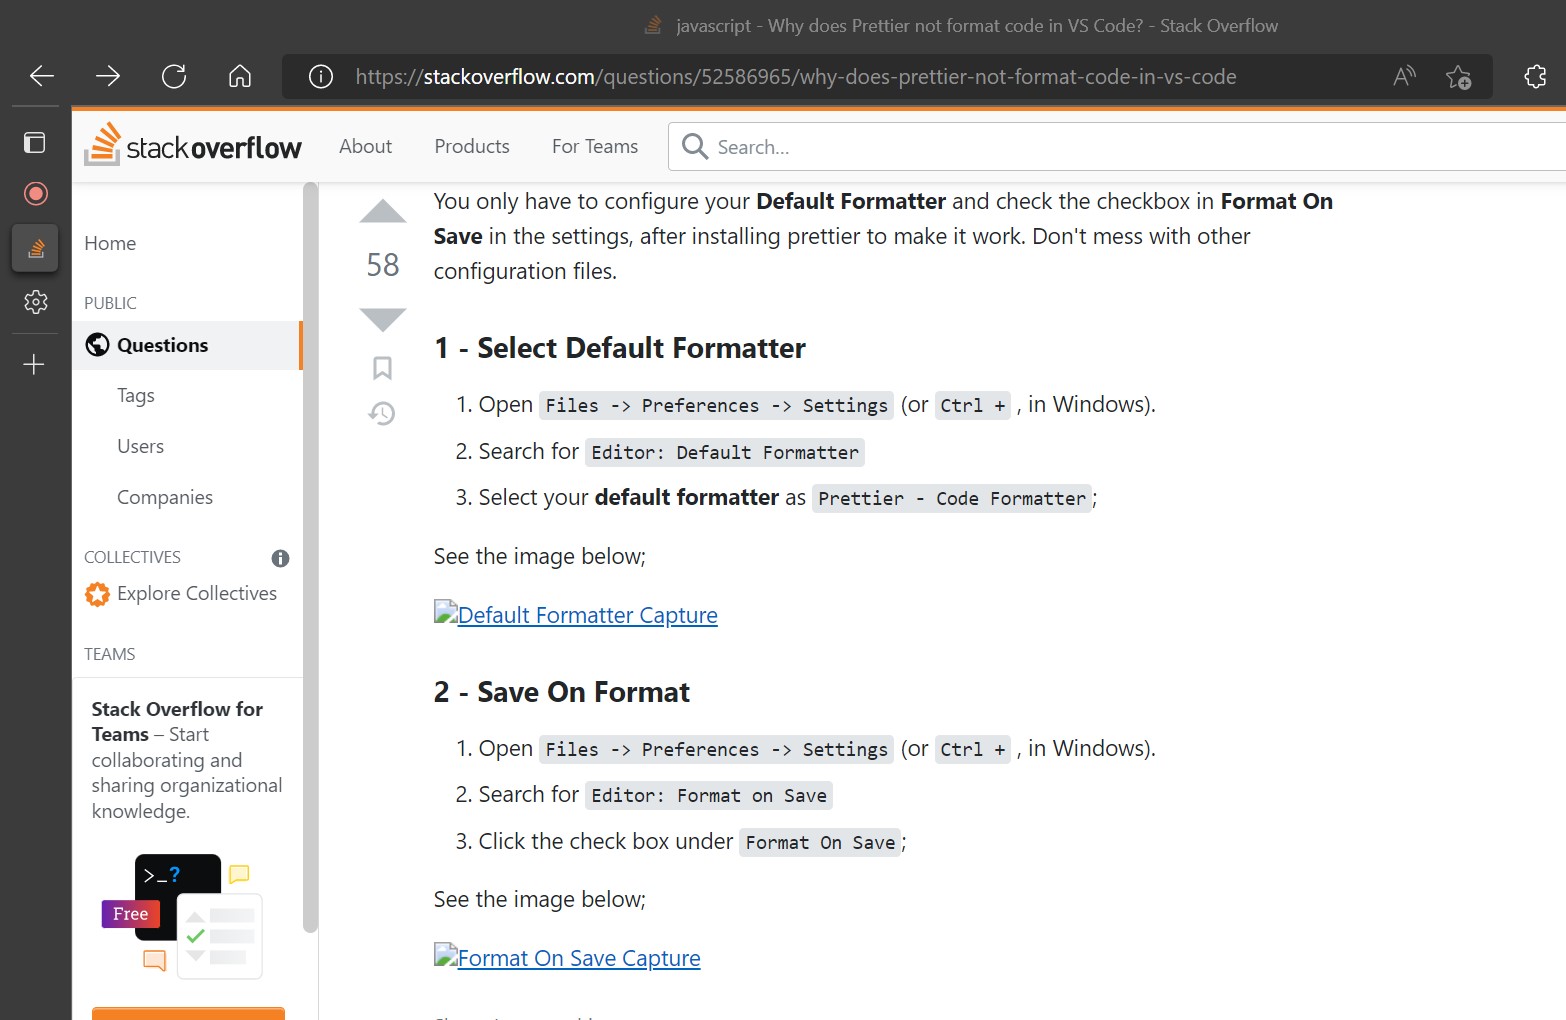 javascript - Why does Prettier not format code in VS Code? - Stack Overflow
https://stackoverflow.com/questions/52586965/why-does-prettier-not-format-code-in-vs-code
stackoverflow
About
Products
For Teams
Search...
Home
PUBLIC
Questions
Tags
Users
Companies
COLLECTIVES
Explore Collectives
TEAMS
Stack Overflow for
Teams – Start
collaborating and
sharing organizational
knowledge.
>_?
Free
58
You only have to configure your Default Formatter and check the checkbox in Format On
Save in the settings, after installing prettier to make it work. Don't mess with other
configuration files.
1 - Select Default Formatter
1. Open Files -> Preferences -> Settings (or Ctrl + , in Windows).
2. Search for Editor: Default Formatter
3. Select your default formatter as Prettier - Code Formatter;
See the image below;
Default Formatter Capture
2 - Save On Format
1. Open Files -> Preferences -> Settings (or Ctrl + , in Windows).
2. Search for Editor: Format on Save
3. Click the check box under Format On Save;
See the image below;
Format On Save Capture